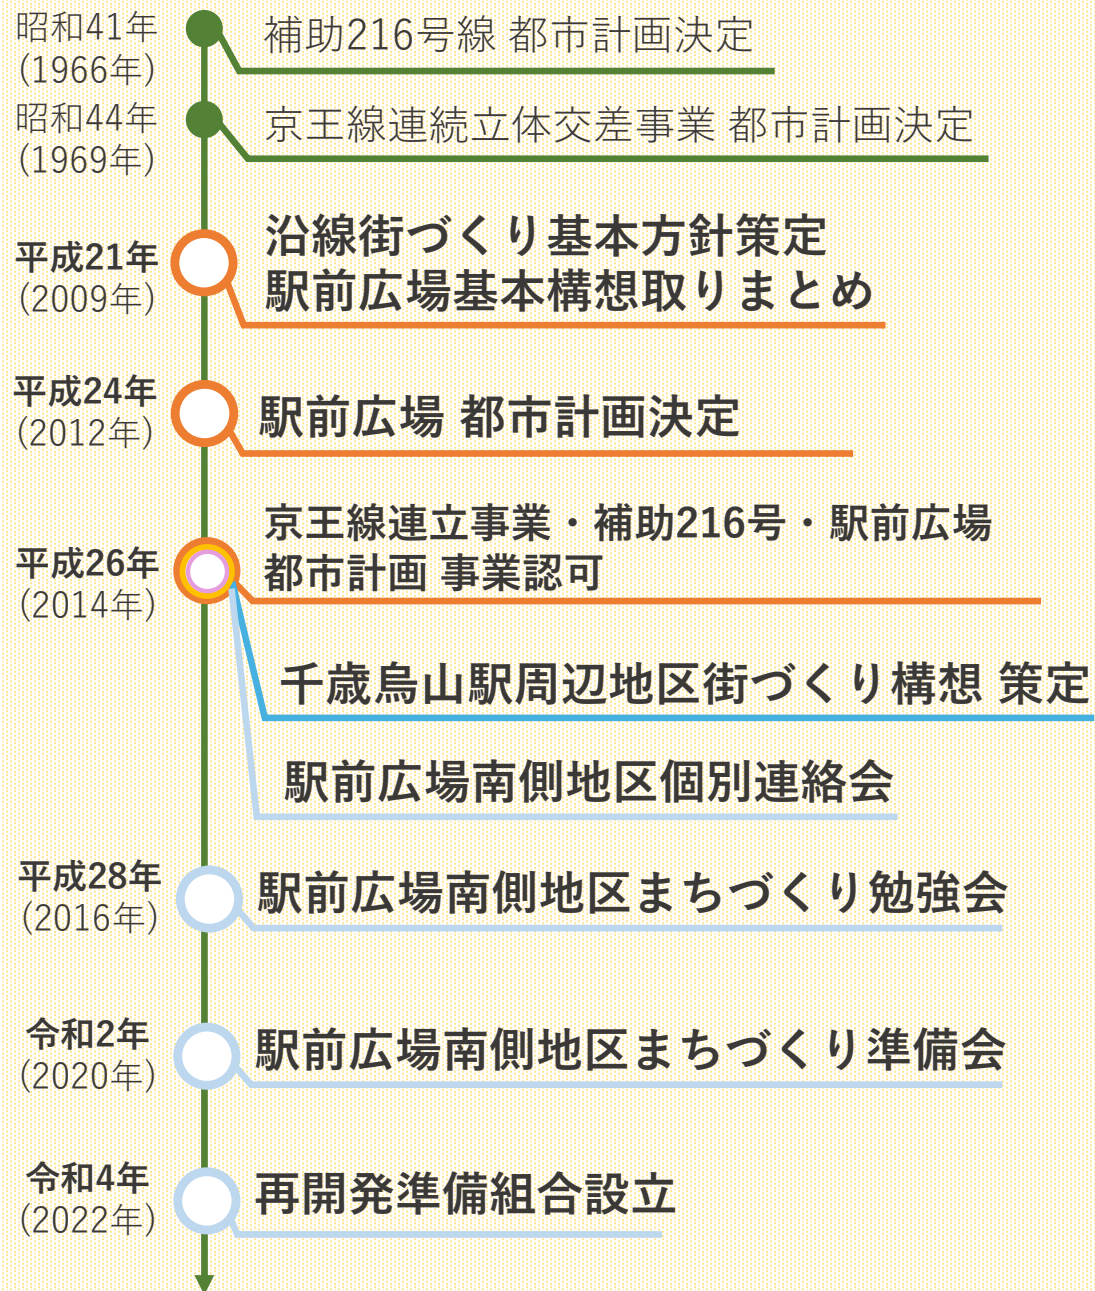 昭和41年
(1966年)
補助216号線 都市計画決定
昭和44年
(1969年)
京王線連続立体交差事業 都市計画決定
平成21年
(2009年)
沿線街づくり基本方針策定
駅前広場基本構想取りまとめ
平成24年
(2012年)
駅前広場 都市計画決定
平成26年
(2014年)
京王線連立事業・補助216号・駅前広場
都市計画 事業認可
千歳烏山駅周辺地区街づくり構想 策定
駅前広場南側地区個別連絡会
平成28年
(2016年)
駅前広場南側地区まちづくり勉強会
令和2年
(2020年)
駅前広場南側地区まちづくり準備会
令和4年
(2022年)
再開発準備組合設立